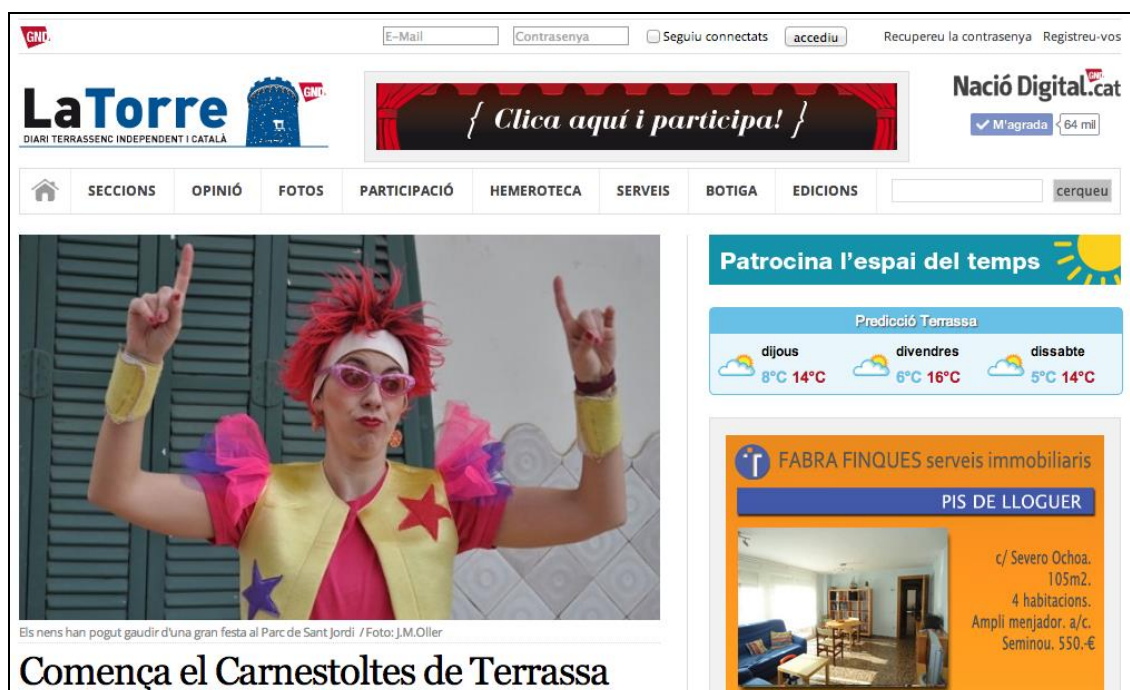 GND
E-Mail Contrasenya Seguiu connectats accediu Recupereu la contrasenya Registreu-vos
LaTorre GND
DIARI TERRASSENC INDEPENDENT I CATALÀ
{ Clica aquí i participa! }
GND
Nació Digital.cat
M'agrada 64 mil
SECCIONS OPINIÓ FOTOS PARTICIPACIÓ HEMEROTECA SERVEIS BOTIGA EDICIONS cerqueu
Patrocina l'espai del temps
Predicció Terrassa
dijous divendres dissabte
8°C 14°C 6°C 16°C 5°C 14°C
FABRA FINQUES serveis immobiliaris
PIS DE LLOGUER
c/ Severo Ochoa.
105m2.
4 habitacions.
Ampli menjador. a/c.
Seminou. 550.-€
Els nens han pogut gaudir d'una gran festa al Parc de Sant Jordi / Foto: J.M.Oller
Comença el Carnestoltes de Terrassa